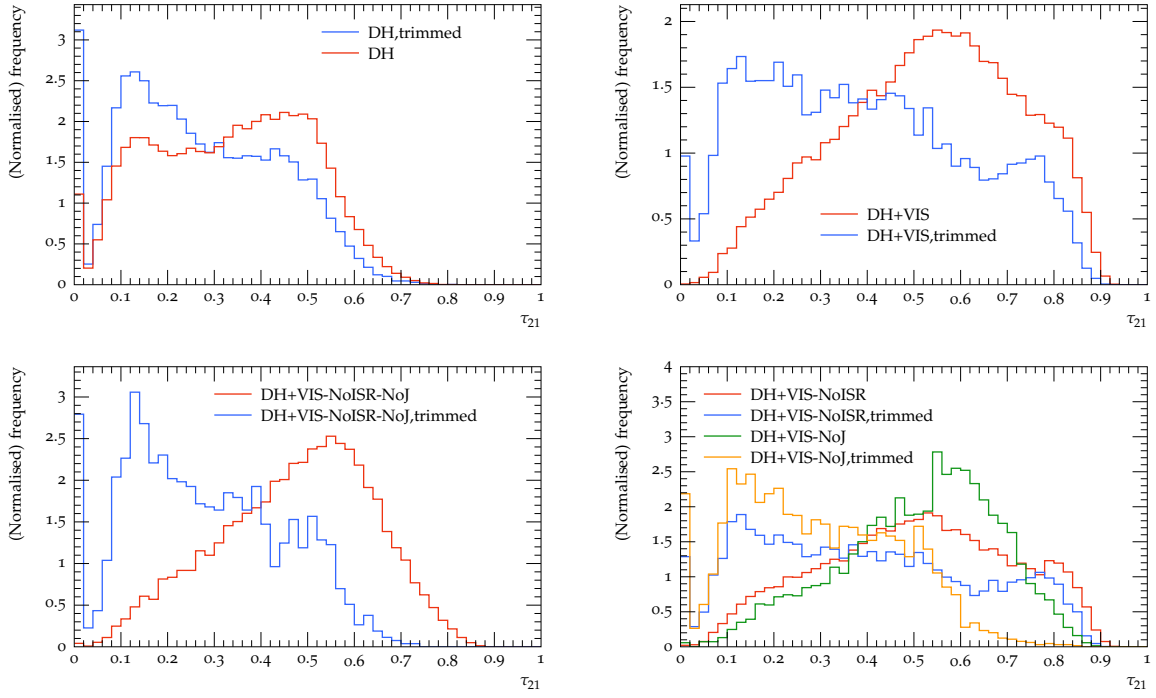 DH,trimmed
DH
0
0.5
1
1.5
2
2.5
3
(Normalised) frequency
0 0.1 0.2 0.3 0.4 0.5 0.6 0.7 0.8 0.9 1
τ21
DH+VIS
DH+VIS,trimmed
0
0.5
1
1.5
2
(Normalised) frequency
0 0.1 0.2 0.3 0.4 0.5 0.6 0.7 0.8 0.9 1
τ21
DH+VIS-NoISR-NoJ
DH+VIS-NoISR-NoJ,trimmed
0
0.5
1
1.5
2
2.5
3
(Normalised) frequency
0 0.1 0.2 0.3 0.4 0.5 0.6 0.7 0.8 0.9 1
τ21
DH+VIS-NoISR
DH+VIS-NoISR,trimmed
DH+VIS-NoJ
DH+VIS-NoJ,trimmed
0
0.5
1
1.5
2
2.5
3
3.5
4
(Normalised) frequency
0 0.1 0.2 0.3 0.4 0.5 0.6 0.7 0.8 0.9 1
τ21